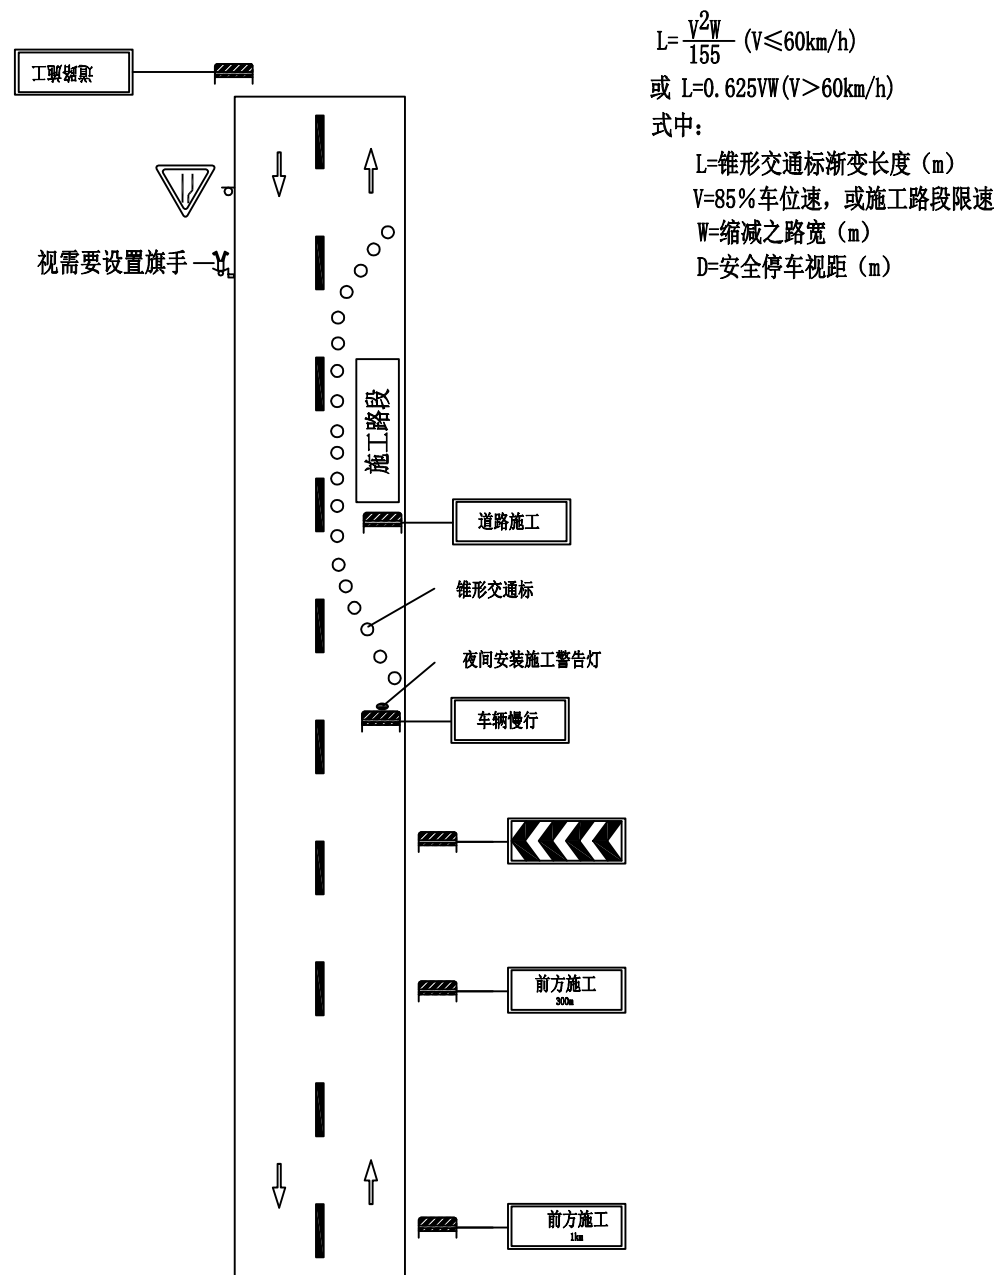 L=V²W/155 (V≤60km/h)
或 L=0.625VW(V>60km/h)
式中:
L=锥形交通标渐变长度（m）
V=85%车位速，或施工路段限速
W=缩减之路宽（m）
D=安全停车视距（m）
道路施工
视需要设置旗手
施工路段
道路施工
锥形交通标
夜间安装施工警告灯
车辆慢行
前方施工
300m
前方施工
1km